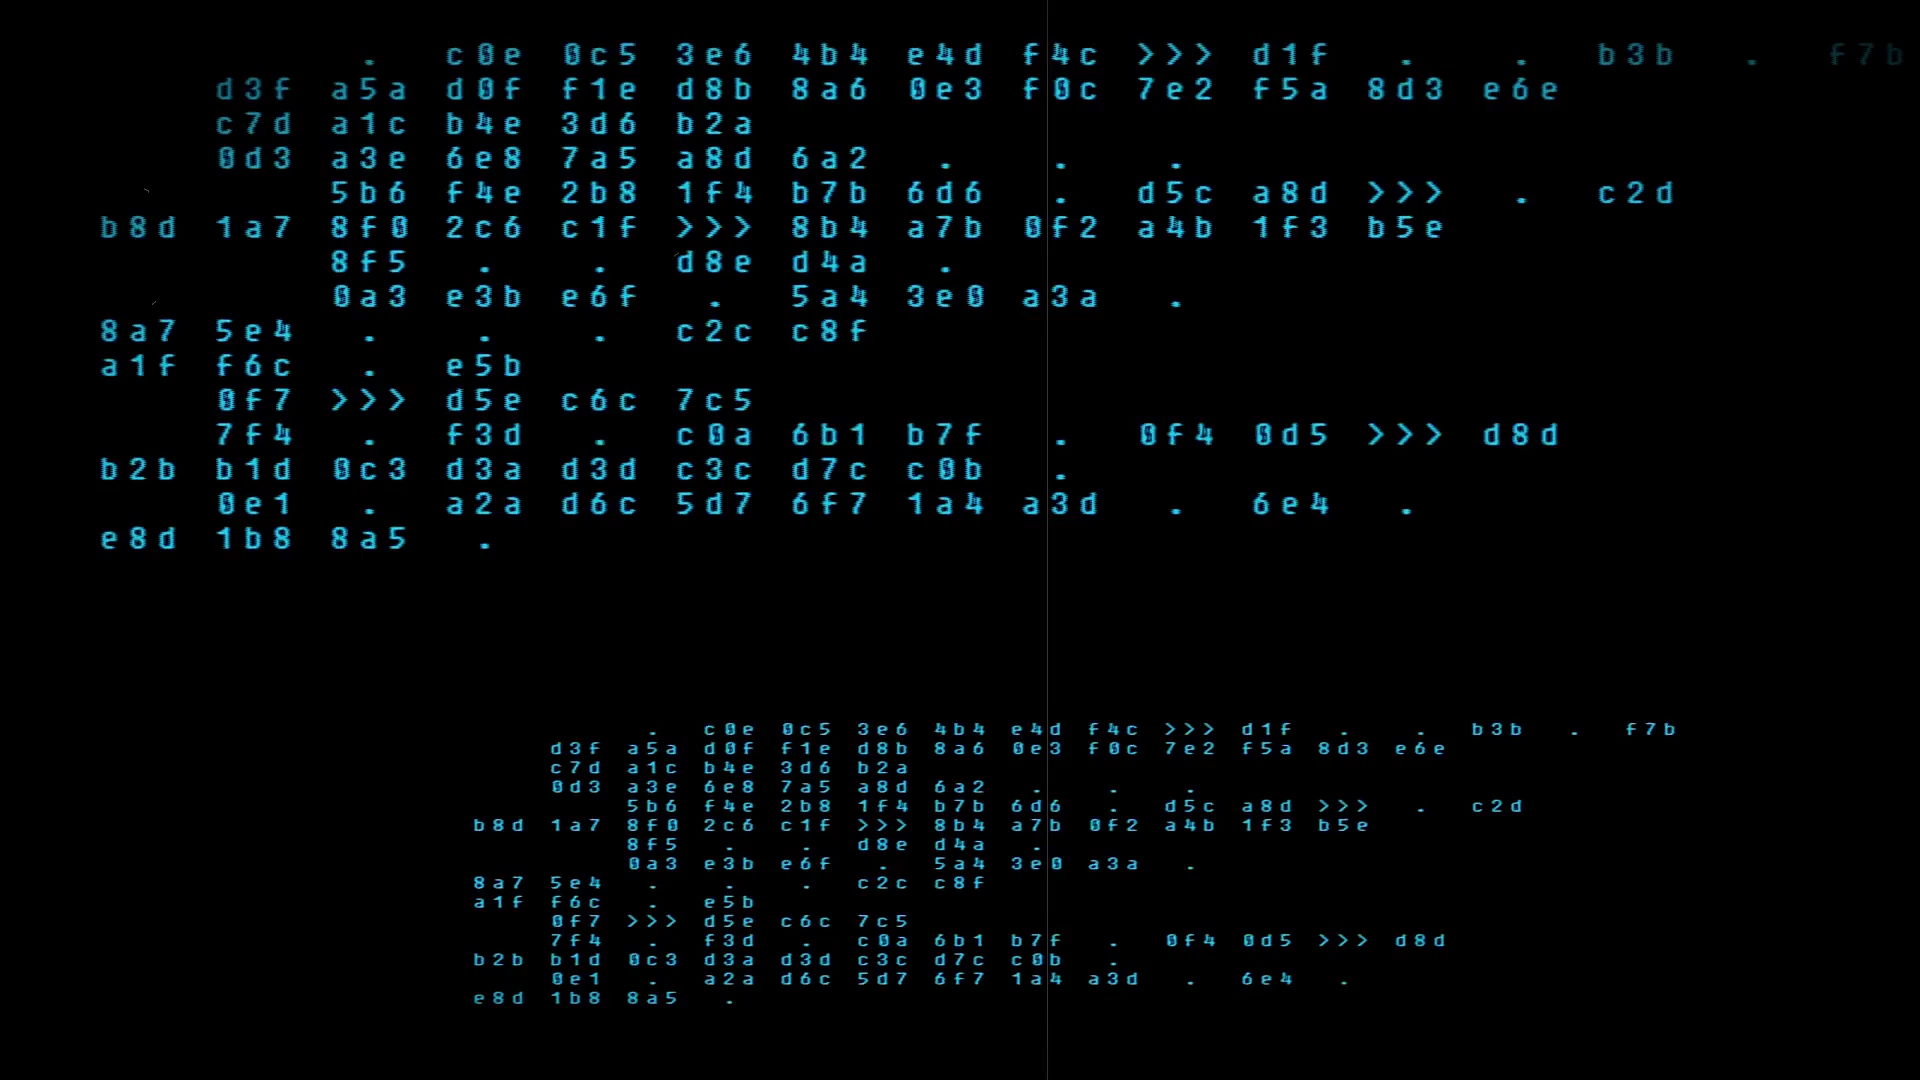 . c0e 0c5 3e6 4b4 e4d f4c >>> d1f . . b3b . f7b
d3f a5a d0f f1e d8b 8a6 0e3 f0c 7e2 f5a 8d3 e6e
c7d a1c b4e 3d6 b2a
0d3 a3e 6e8 7a5 a8d 6a2 . . .
5b6 f4e 2b8 1f4 b7b 6d6 . d5c a8d >>> . c2d
b8d 1a7 8f0 2c6 c1f >>> 8b4 a7b 0f2 a4b 1f3 b5e
8f5 . . d8e d4a .
0a3 e3b e6f . 5a4 3e0 a3a .
8a7 5e4 . . . c2c c8f
a1f f6c . e5b
0f7 >>> d5e c6c 7c5
7f4 . f3d . c0a 6b1 b7f . 0f4 0d5 >>> d8d
b2b b1d 0c3 d3a d3d c3c d7c c0b .
0e1 . a2a d6c 5d7 6f7 1a4 a3d . 6e4 .
e8d 1b8 8a5 .
. c0e 0c5 3e6 4b4 e4d f4c >>> d1f . . b3b . f7b
d3f a5a d0f f1e d8b 8a6 0e3 f0c 7e2 f5a 8d3 e6e
c7d a1c b4e 3d6 b2a
0d3 a3e 6e8 7a5 a8d 6a2 . . .
5b6 f4e 2b8 1f4 b7b 6d6 . d5c a8d >>> . c2d
b8d 1a7 8f0 2c6 c1f >>> 8b4 a7b 0f2 a4b 1f3 b5e
8f5 . . d8e d4a .
0a3 e3b e6f . 5a4 3e0 a3a .
8a7 5e4 . . . c2c c8f
a1f f6c . e5b
0f7 >>> d5e c6c 7c5
7f4 . f3d . c0a 6b1 b7f . 0f4 0d5 >>> d8d
b2b b1d 0c3 d3a d3d c3c d7c c0b .
0e1 . a2a d6c 5d7 6f7 1a4 a3d . 6e4 .
e8d 1b8 8a5 .